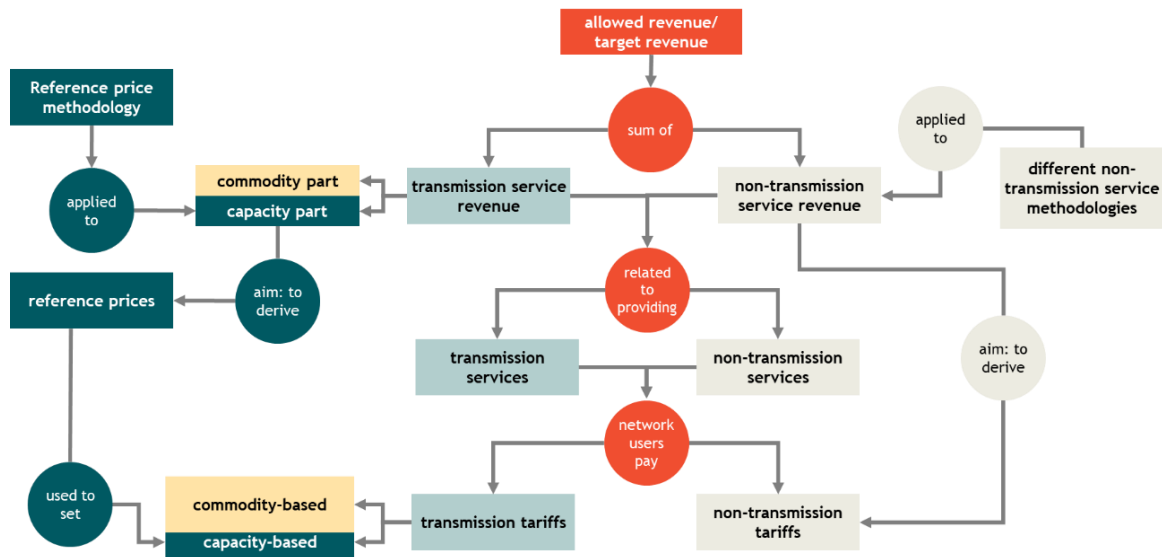 allowed revenue/
target revenue
Reference price
methodology
sum of
applied
to
commodity part
capacity part
transmission service
revenue
non-transmission
service revenue
different non-
transmission service
methodologies
applied
to
related
to
providing
reference prices
aim: to
derive
transmission
services
non-transmission
services
aim: to
derive
network
users
pay
used to
set
commodity-based
capacity-based
transmission tariffs
non-transmission
tariffs